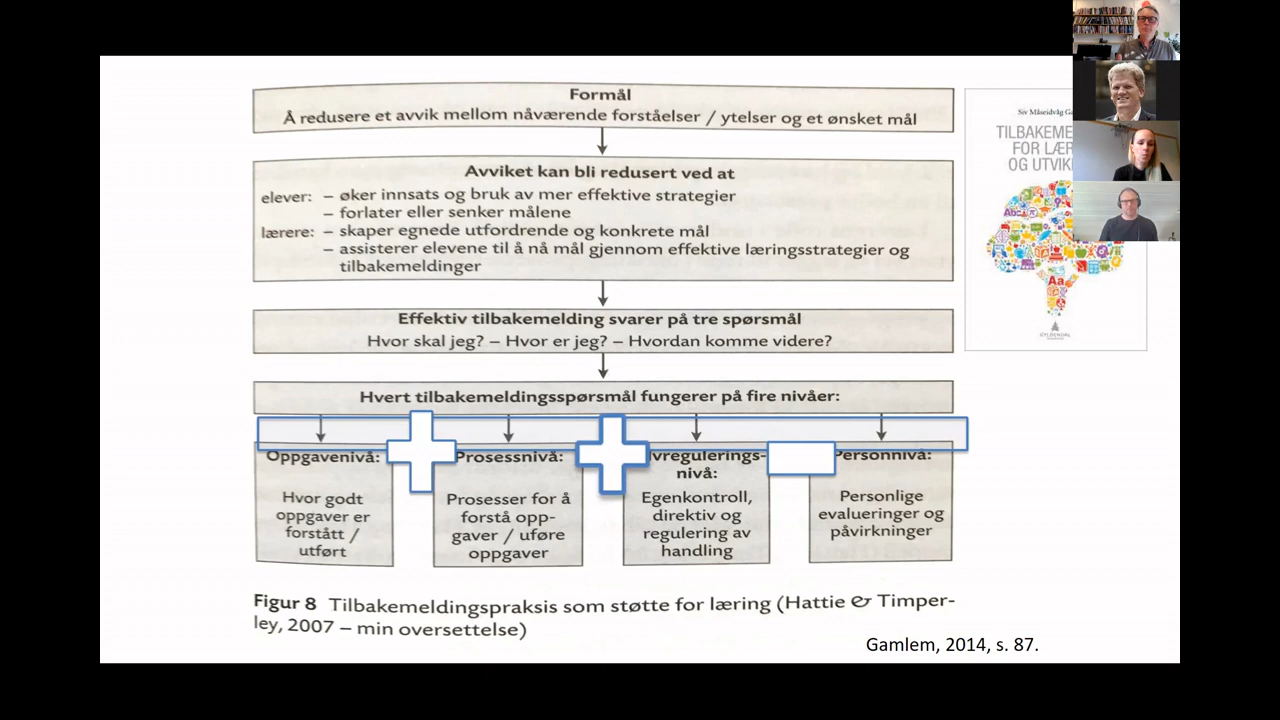 Formål
Å redusere et avvik mellom nåværende forståelser / ytelser og et ønsket mål
Avviket kan bli redusert ved at
elever: – øker innsats og bruk av mer effektive strategier
– forlater eller senker målene
lærere: – skaper egnede utfordrende og konkrete mål
– assisterer elevene til å nå mål gjennom effektive læringsstrategier og
tilbakemeldinger
Effektiv tilbakemelding svarer på tre spørsmål
Hvor skal jeg? – Hvor er jeg? – Hvordan komme videre?
Hvert tilbakemeldingsspørsmål fungerer på fire nivåer:
Oppgavenivå:
Hvor godt
oppgaver er
forstått /
utført
Prosessnivå:
Prosesser for å
forstå opp-
gaver / uføre
oppgaver
vregulerings-
nivå:
Egenkontroll,
direktiv og
regulering av
handling
Personnivå:
Personlige
evalueringer og
påvirkninger
Figur 8 Tilbakemeldingspraksis som støtte for læring (Hattie & Timper-
ley, 2007 – min oversettelse)
Gamlem, 2014, s. 87.
Siv Måseidvåg Ga
TILBAKEME
FOR LÆR
OG UTVIK
Abc
Aa
GYLDENDAL